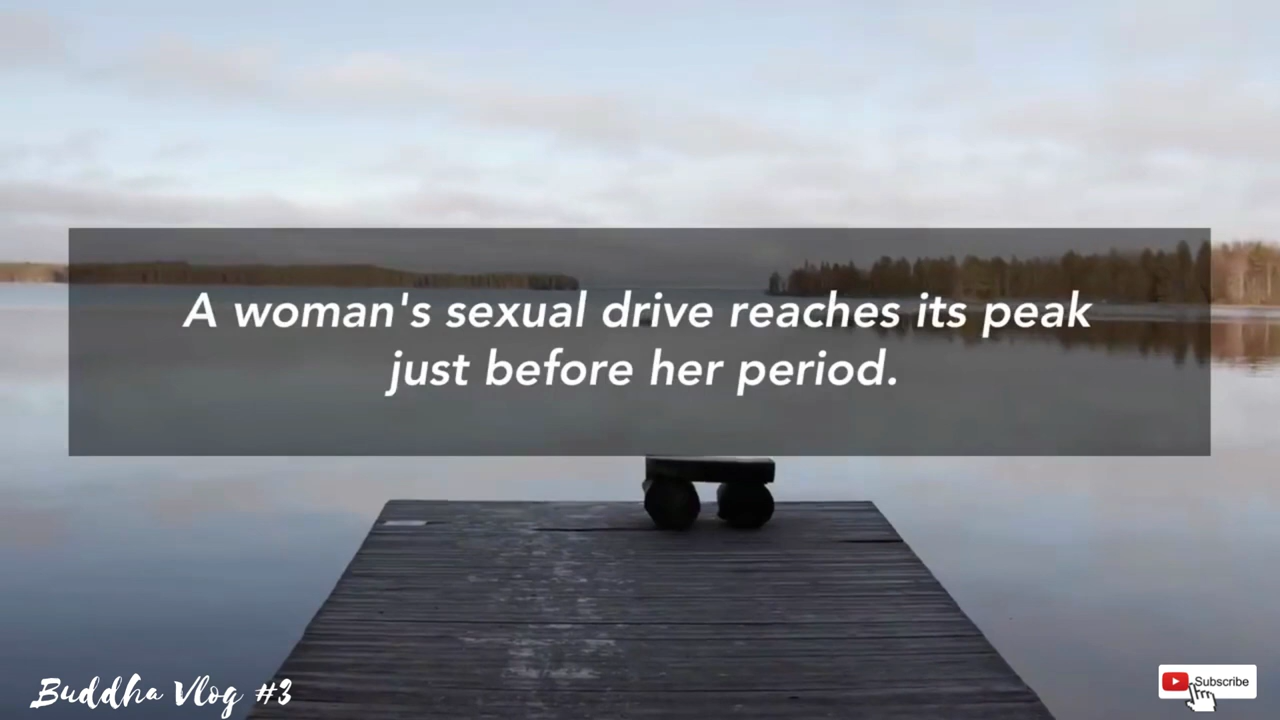 A woman's sexual drive reaches its peak
just before her period.
Buddha Vlog #3
Subscribe